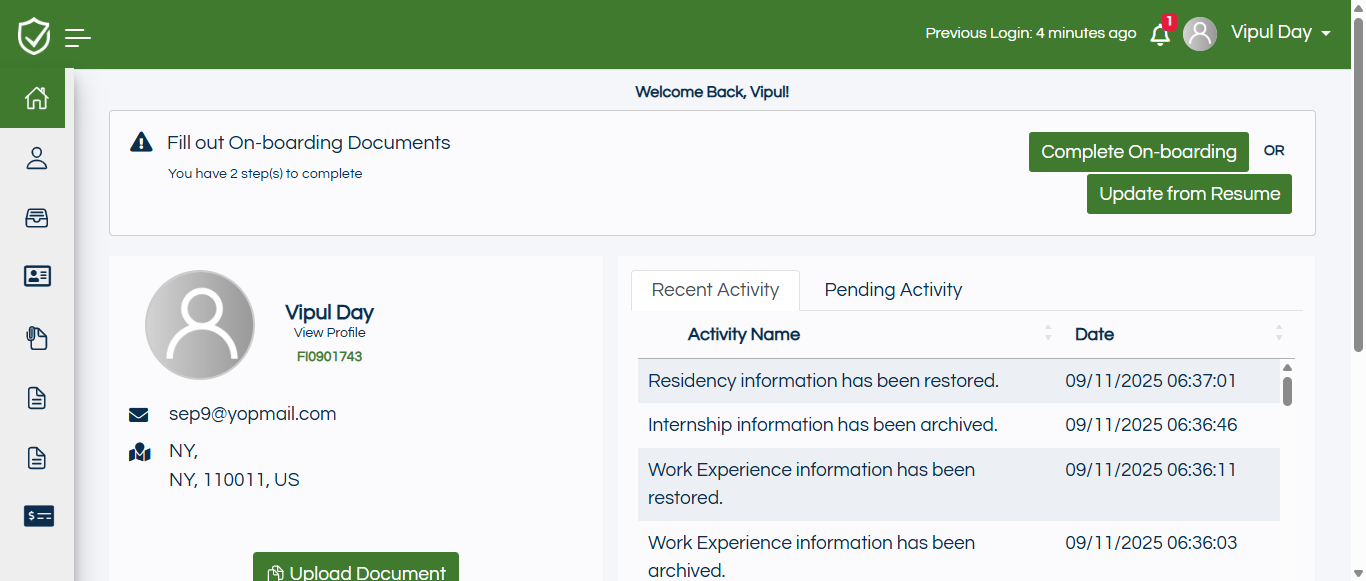 Previous Login: 4 minutes ago
1
Vipul Day
Welcome Back, Vipul!
Fill out On-boarding Documents
You have 2 step(s) to complete
Complete On-boarding
OR
Update from Resume
Vipul Day
View Profile
FI0901743
sep9@yopmail.com
NY,
NY, 110011, US
Upload Document
Recent Activity
Pending Activity
Activity Name
Date
Residency information has been restored.
09/11/2025 06:37:01
Internship information has been archived.
09/11/2025 06:36:46
Work Experience information has been
restored.
09/11/2025 06:36:11
Work Experience information has been
archived.
09/11/2025 06:36:03